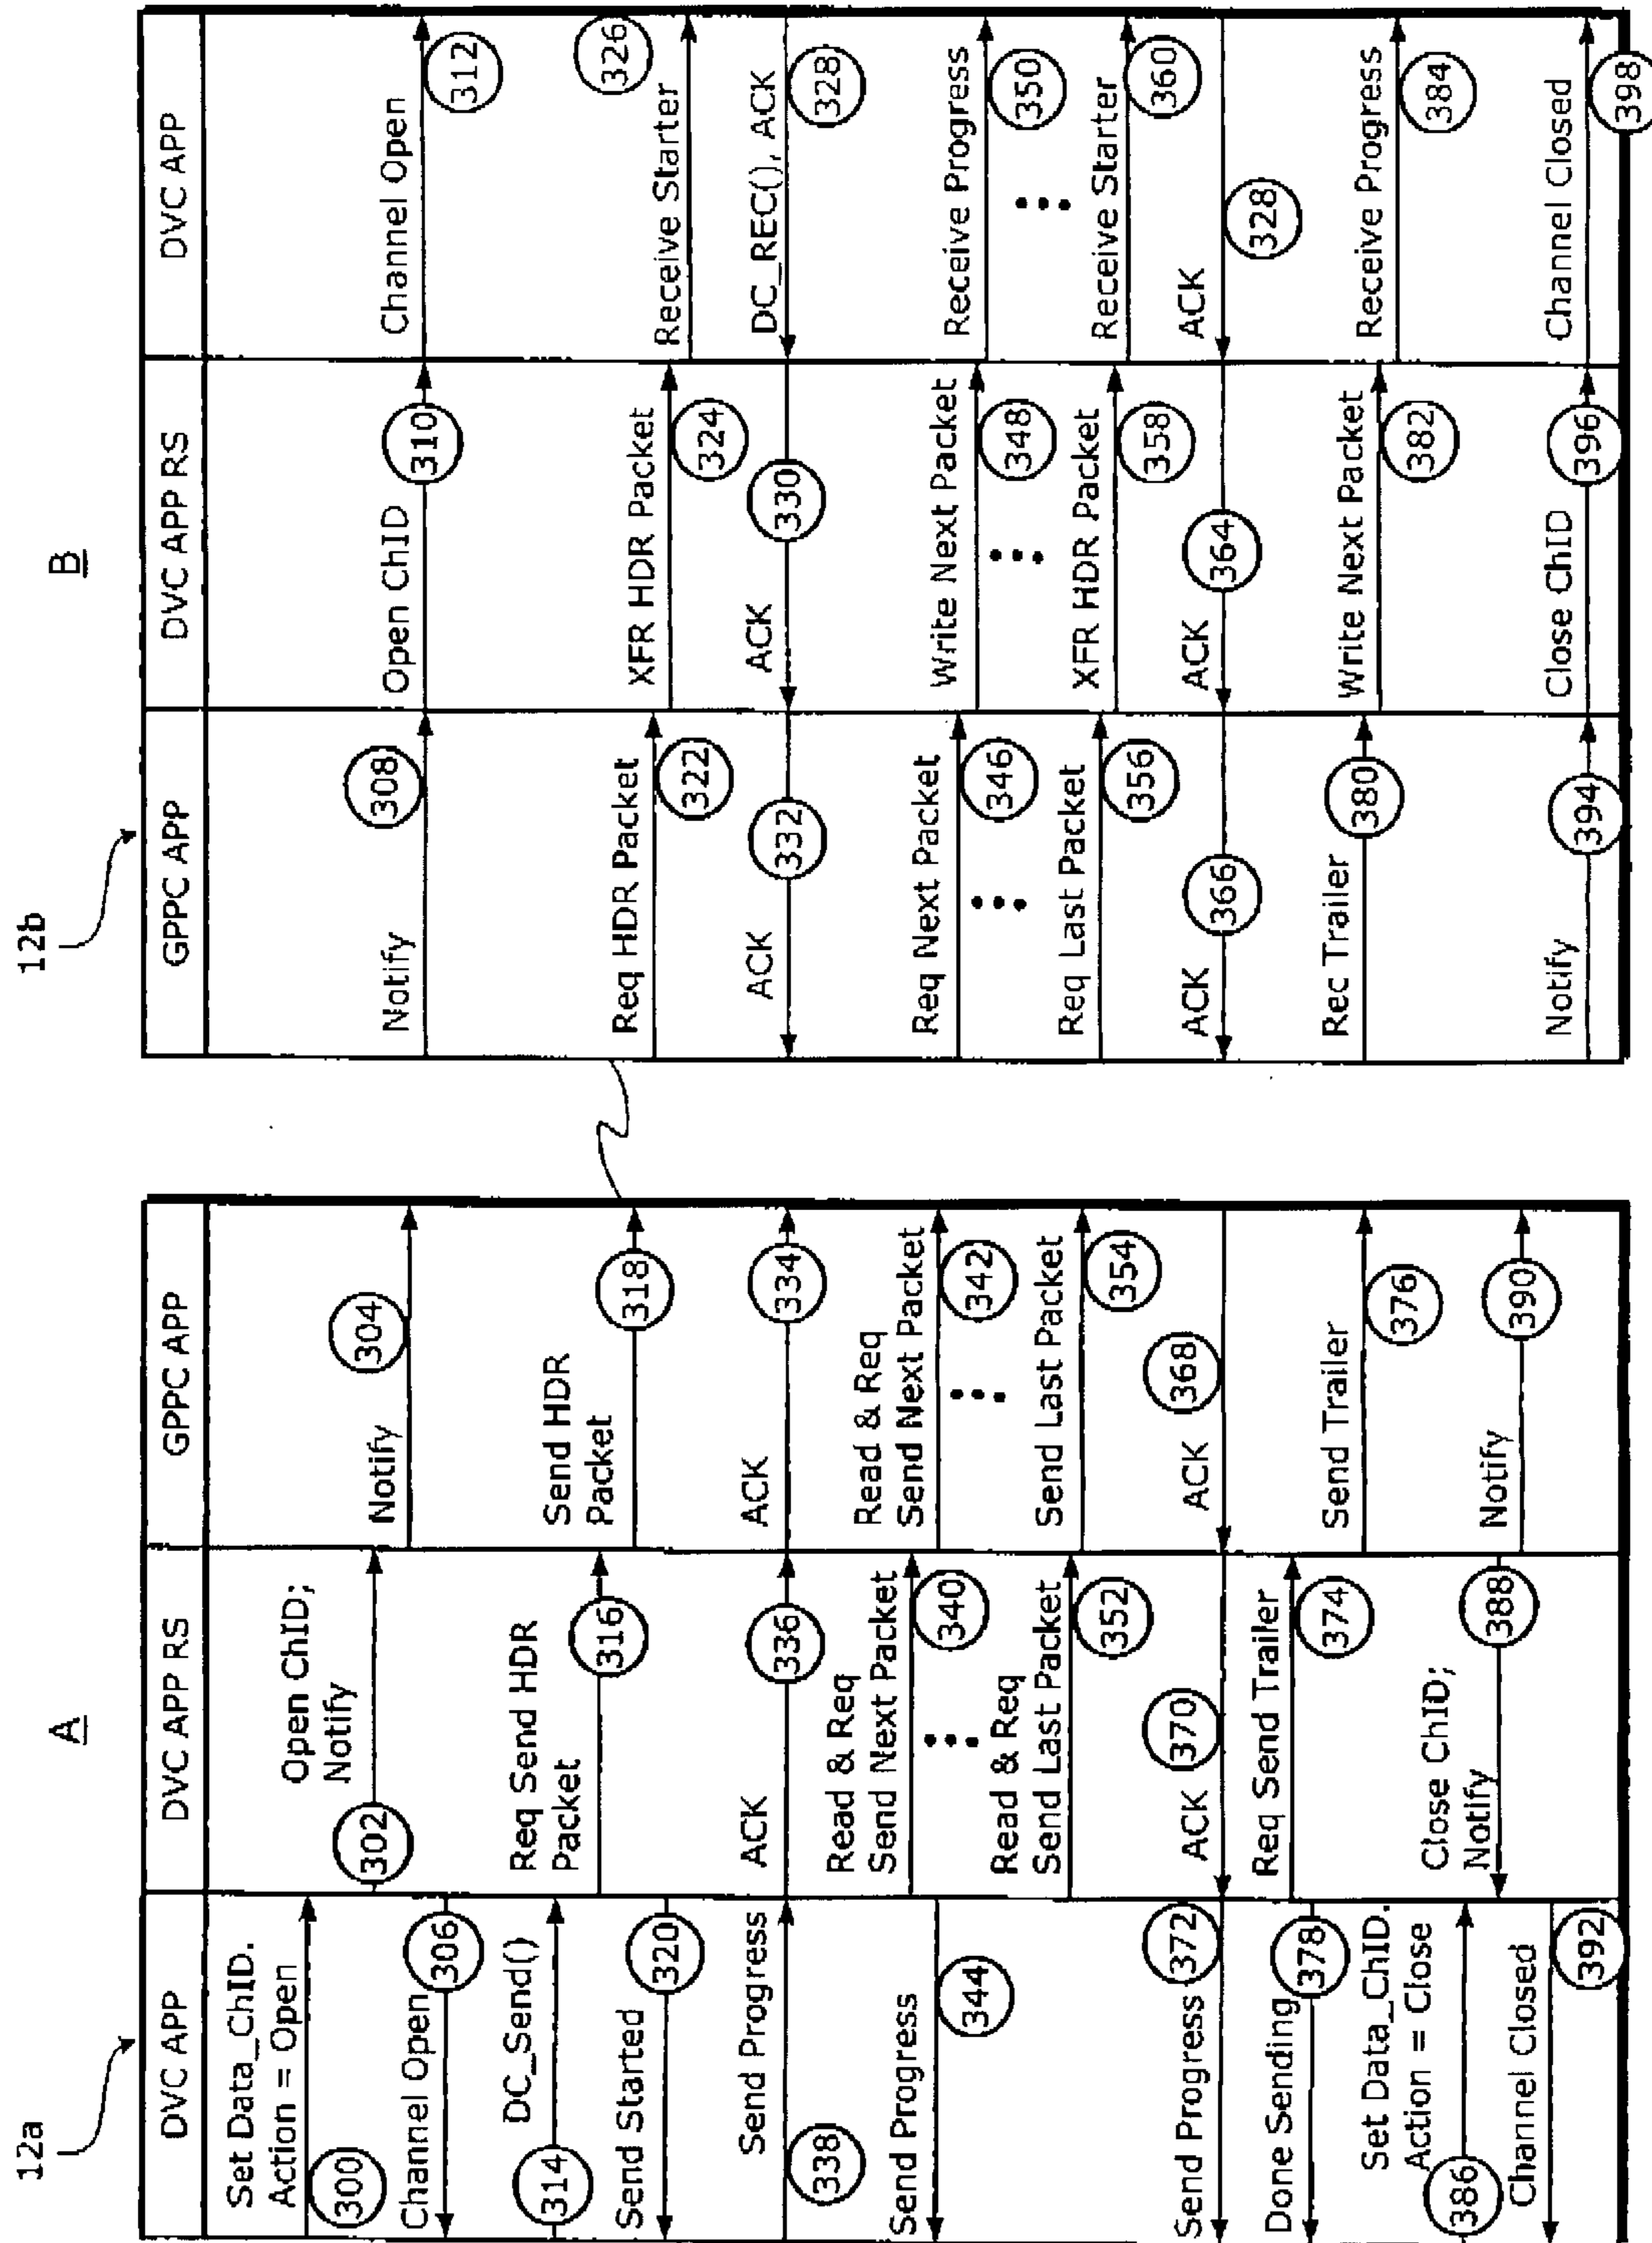 12a
A
DVC APP
DVC APP RS
GPPC APP
Set Data_ChID.
Action = Open
300
302
Open ChID;
Notify
304
Notify
Channel Open
306
314
DC_Send()
Req Send HDR
Packet
316
Send HDR
Packet
318
Send Started
320
Send Progress
338
ACK
336
ACK
334
Read & Req
Send Next Packet
340
Read & Req
Send Next Packet
342
Send Progress
344
Read & Req
Send Last Packet
352
Send Last Packet
354
Send Progress
372
ACK
370
ACK
368
Req Send Trailer
374
Send Trailer
376
Done Sending
378
Set Data_ChID.
Action = Close
386
Close ChID;
Notify
388
Notify
390
Channel Closed
392
12b
B
GPPC APP
DVC APP RS
DVC APP
Notify
308
Open ChID
310
Channel Open
312
Req HDR Packet
322
XFR HDR Packet
324
Receive Starter
326
ACK
332
ACK
330
DC_REC(), ACK
328
Req Next Packet
346
Write Next Packet
348
Receive Progress
350
Req Last Packet
356
XFR HDR Packet
358
Receive Starter
360
ACK
366
ACK
364
ACK
328
Rec Trailer
380
Write Next Packet
382
Receive Progress
384
Notify
394
Close ChID
396
Channel Closed
398